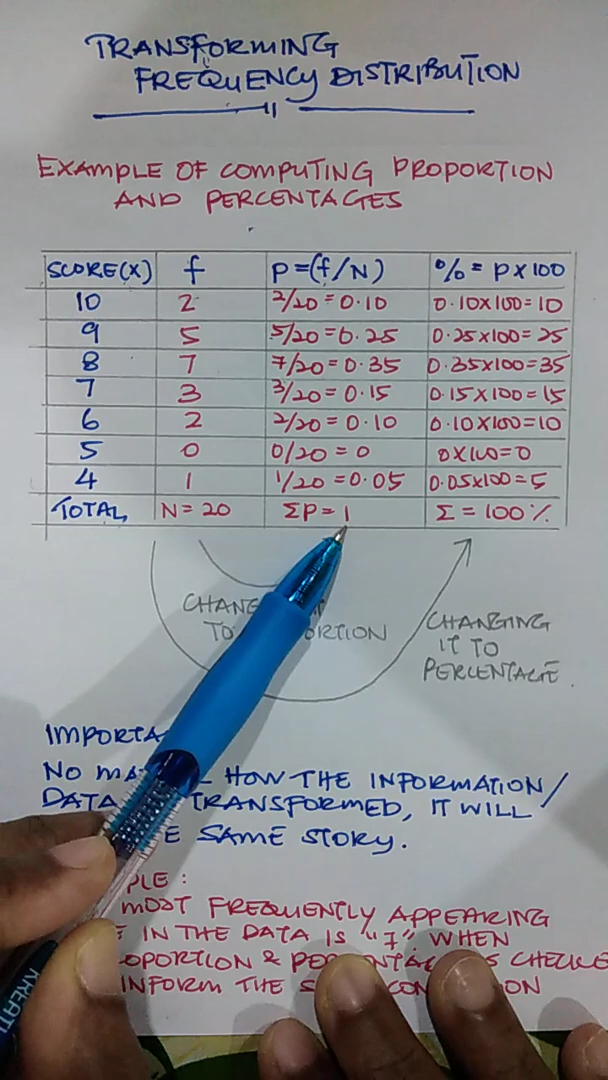 TRANSFORMING
FREQUENCY DISTRIBUTION
EXAMPLE OF COMPUTING PROPORTION
AND PERCENTAGES
SCORE(X) f P=(f/N) % = P×100
10 2 2/20=0.10 0.10×100=10
9 5 5/20=0.25 0.25×100=25
8 7 7/20=0.35 0.35×100=35
7 3 3/20=0.15 0.15×100=15
6 2 2/20=0.10 0.10×100=10
5 0 0/20=0 0×100=0
4 1 1/20=0.05 0.05×100=5
TOTAL N=20 ΣP=1 Σ=100%
TO
CHANGING
IT TO
PERCENTAGE
NO HOW THE INFORMATION/
DATA TRANSFORMED, IT WILL
SAME STORY.
MOST FREQUENTLY APPEARING
IN THE DATA IS "7" WHEN
&
INFORM THE
KREATI